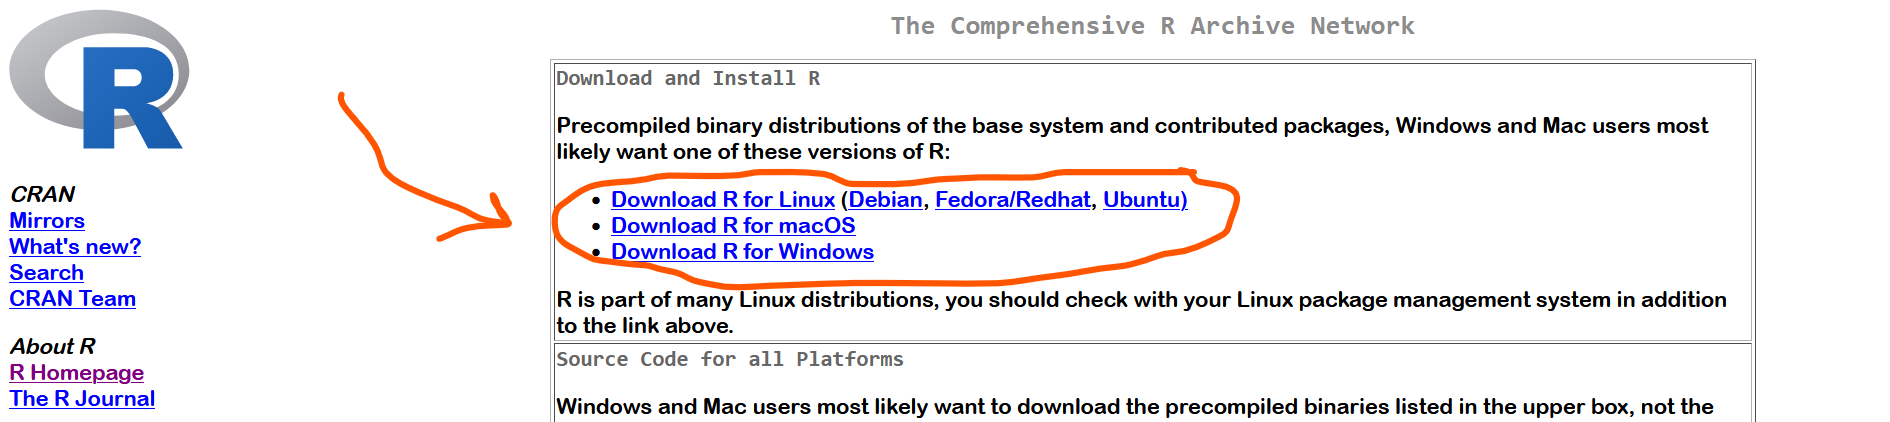 R
The Comprehensive R Archive Network
CRAN
Mirrors
What's new?
Search
CRAN Team
About R
R Homepage
The R Journal
Download and Install R
Precompiled binary distributions of the base system and contributed packages, Windows and Mac users most
likely want one of these versions of R:
• Download R for Linux (Debian, Fedora/Redhat, Ubuntu)
• Download R for macOS
• Download R for Windows
R is part of many Linux distributions, you should check with your Linux package management system in addition
to the link above.
Source Code for all Platforms
Windows and Mac users most likely want to download the precompiled binaries listed in the upper box, not the